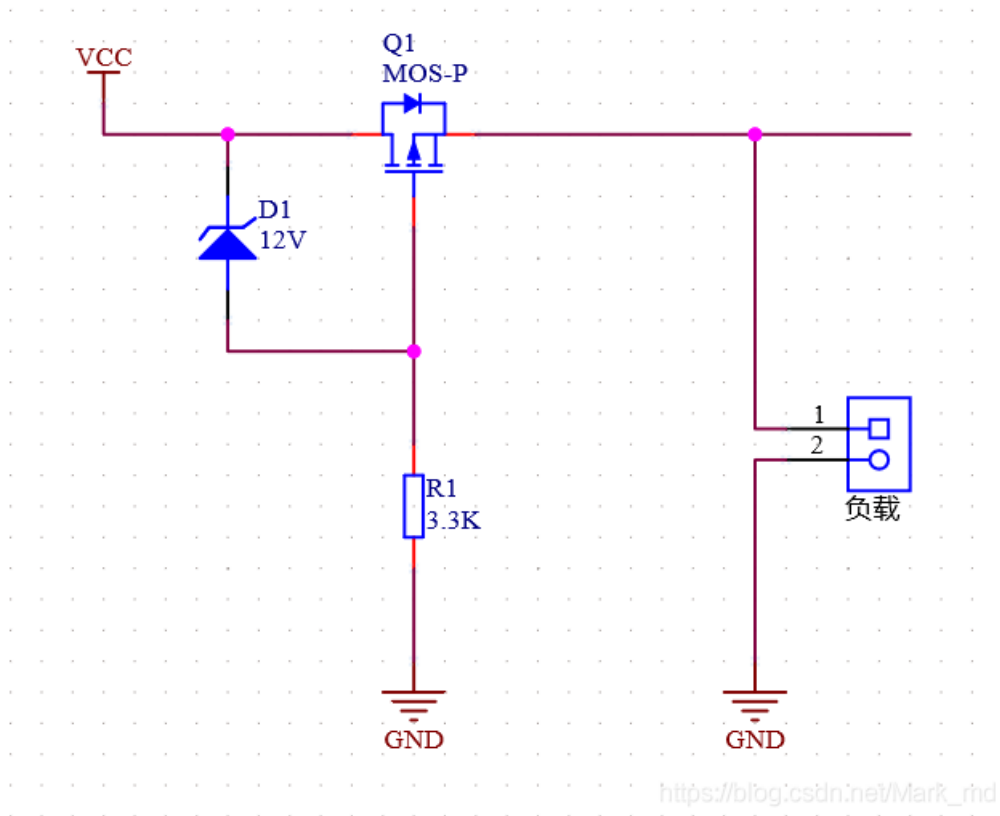 VCC
Q1
MOS-P
D1
12V
1
2
负载
R1
3.3K
GND
GND
https://blog.csdn.net/Mark_md